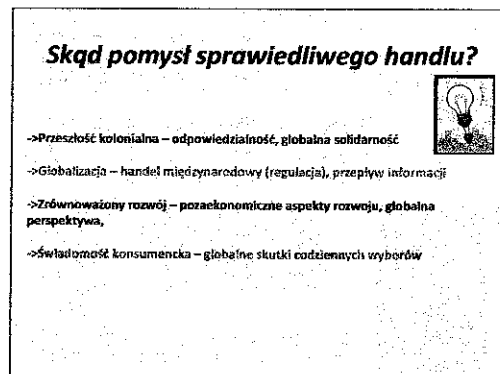 Skąd pomysł sprawiedliwego handlu?
->Przeszłość kolonialna – odpowiedzialność, globalna solidarność
->Globalizacja – handel międzynarodowy (regulacja), przepływ informacji
->Zrównoważony rozwój – pozaekonomiczne aspekty rozwoju, globalna
perspektywa,
->Świadomość konsumencka – globalne skutki codziennych wyborów